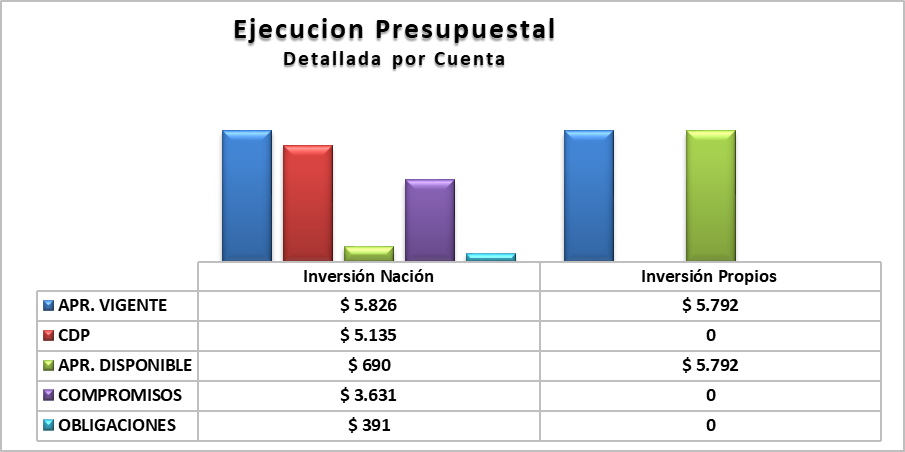 Ejecucion Presupuestal
Detallada por Cuenta
Inversión Nación Inversión Propios
APR. VIGENTE $ 5.826 $ 5.792
CDP $ 5.135 0
APR. DISPONIBLE $ 690 $ 5.792
COMPROMISOS $ 3.631 0
OBLIGACIONES $ 391 0